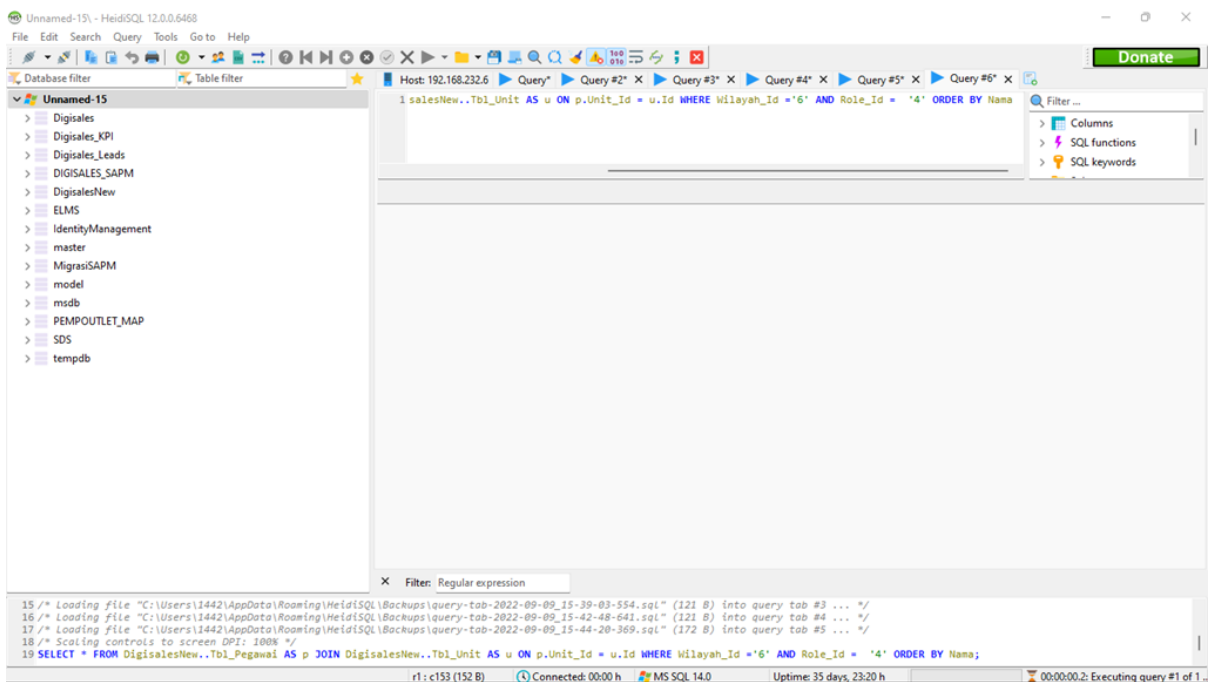 Unnamed-15\ - HeidiSQL 12.0.0.6468
File Edit Search Query Tools Go to Help
Donate
Database filter
Table filter
Host: 192.168.232.6 Query* Query #2* X Query #3* X Query #4* X Query #5* X Query #6* X
Unnamed-15
Digisales
Digisales_KPI
Digisales_Leads
DIGISALES_SAPM
DigisalesNew
ELMS
IdentityManagement
master
MigrasiSAPM
model
msdb
PEMPOUTLET_MAP
SDS
tempdb
1 salesNew..Tbl_Unit AS u ON p.Unit_Id = u.Id WHERE Wilayah_Id ='6' AND Role_Id = '4' ORDER BY Nama
Filter ...
Columns
SQL functions
SQL keywords
X Filter: Regular expression
15 /* Loading file "C:\Users\1442\AppData\Roaming\HeidiSQL\Backups\query-tab-2022-09-09_15-39-03-554.sql" (121 B) into query tab #3 ... */
16 /* Loading file "C:\Users\1442\AppData\Roaming\HeidiSQL\Backups\query-tab-2022-09-09_15-42-48-641.sql" (121 B) into query tab #4 ... */
17 /* Loading file "C:\Users\1442\AppData\Roaming\HeidiSQL\Backups\query-tab-2022-09-09_15-44-20-369.sql" (172 B) into query tab #5 ... */
18 /* Scaling controls to screen DPI: 100% */
19 SELECT * FROM DigisalesNew..Tbl_Pegawai AS p JOIN DigisalesNew..Tbl_Unit AS u ON p.Unit_Id = u.Id WHERE Wilayah_Id ='6' AND Role_Id = '4' ORDER BY Nama;
r1 : c153 (152 B) Connected: 00:00 h MS SQL 14.0 Uptime: 35 days, 23:20 h 00:00:00.2: Executing query #1 of 1 ..